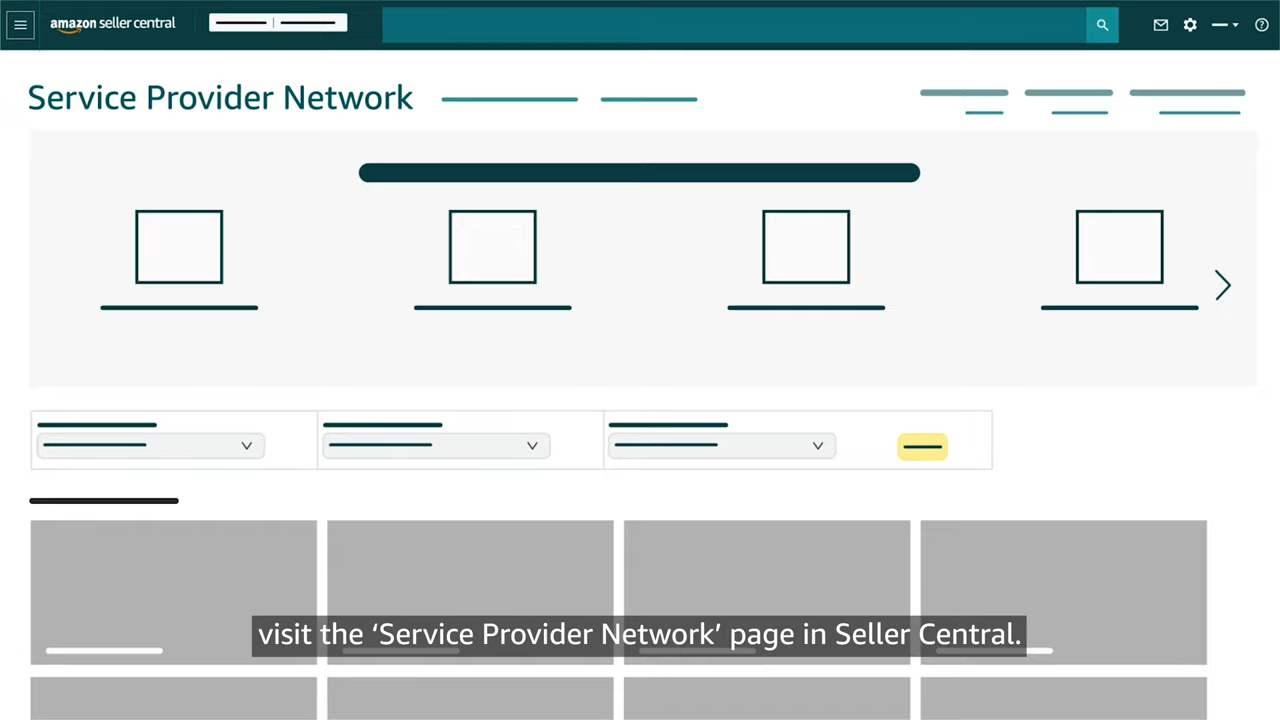 amazon seller central
Service Provider Network
visit the ‘Service Provider Network’ page in Seller Central.